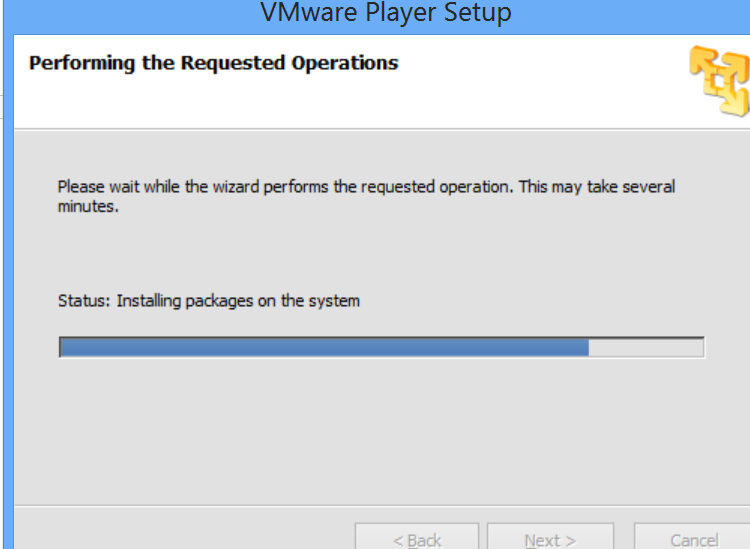 VMware Player Setup
Performing the Requested Operations
Please wait while the wizard performs the requested operation. This may take several
minutes.
Status: Installing packages on the system
< Back Next > Cancel